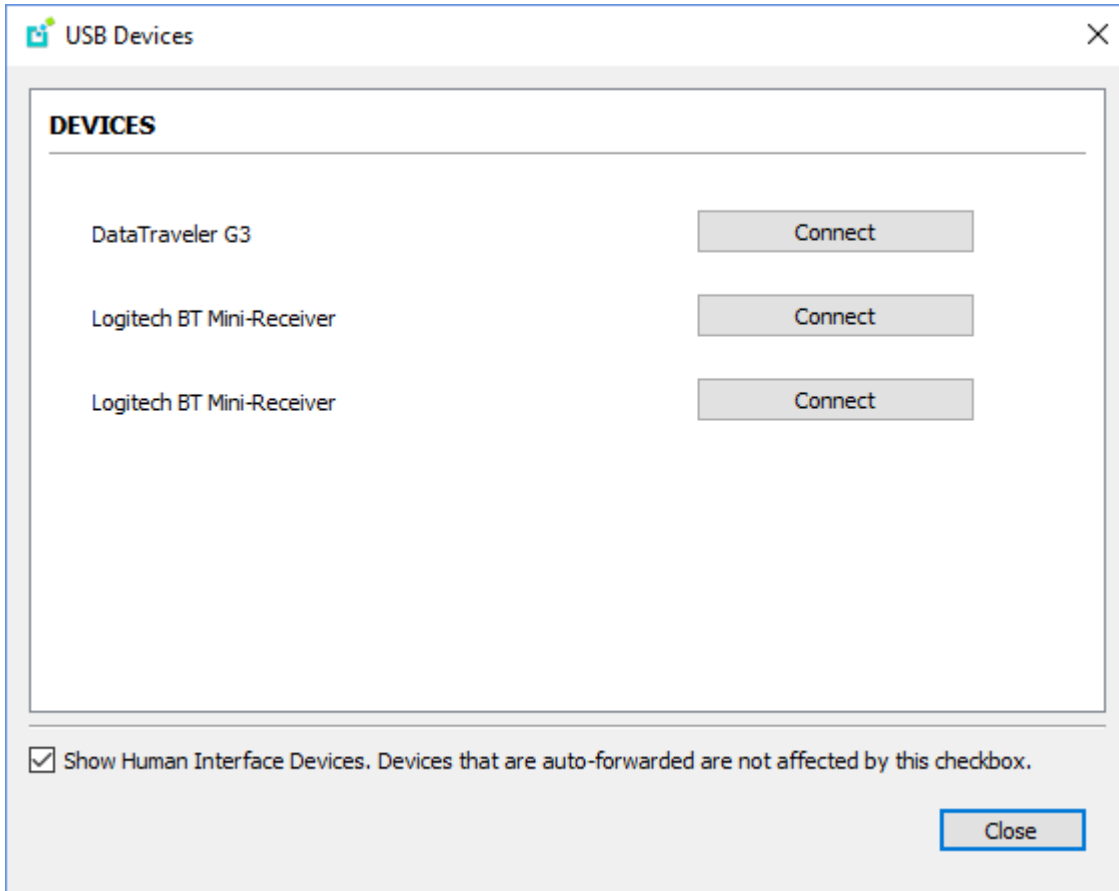 USB Devices
DEVICES
DataTraveler G3
Connect
Logitech BT Mini-Receiver
Connect
Logitech BT Mini-Receiver
Connect
Show Human Interface Devices. Devices that are auto-forwarded are not affected by this checkbox.
Close